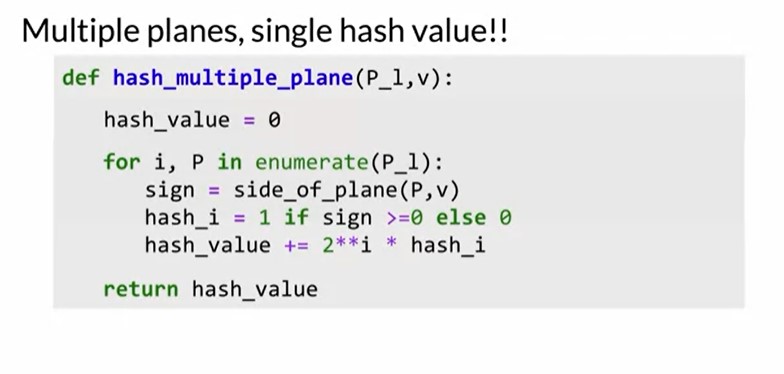 Multiple planes, single hash value!!
def hash_multiple_plane(P_l,v):
hash_value = 0
for i, P in enumerate(P_l):
sign = side_of_plane(P,v)
hash_i = 1 if sign >=0 else 0
hash_value += 2**i * hash_i
return hash_value